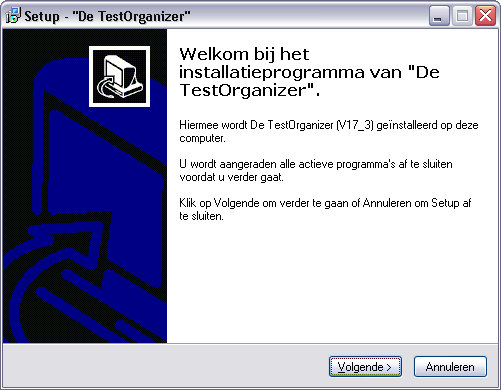 Setup - "De TestOrganizer"
Welkom bij het
installatieprogramma van "De
TestOrganizer".
Hiermee wordt De TestOrganizer (V17_3) geïnstalleerd op deze
computer.
U wordt aangeraden alle actieve programma's af te sluiten
voordat u verder gaat.
Klik op Volgende om verder te gaan of Annuleren om Setup af
te sluiten.
Volgende >
Annuleren